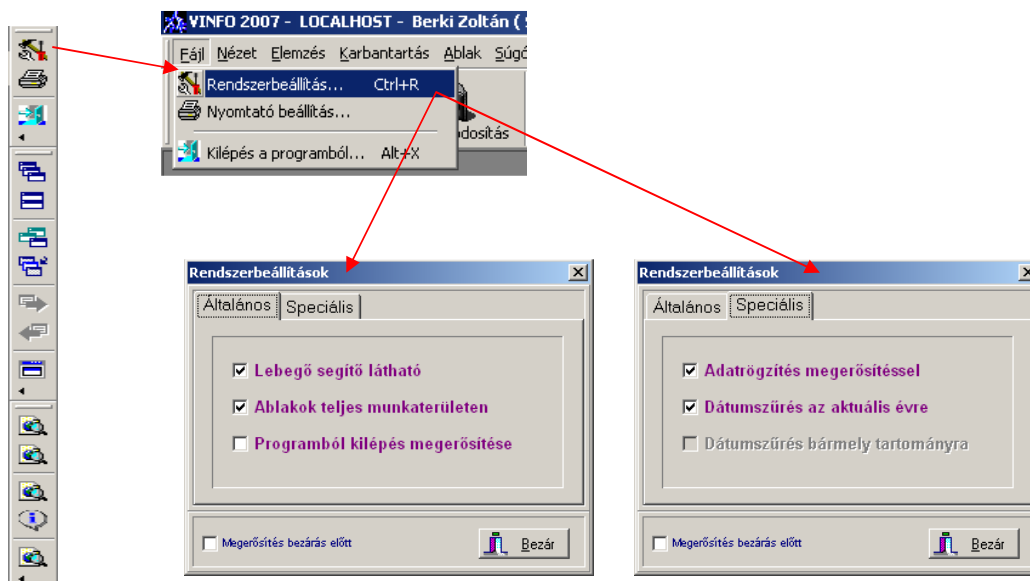 VINFO 2007 - LOCALHOST - Berki Zoltán (
Fájl Nézet Elemzés Karbantartás Ablak Súgó
Rendszerbeállítás... Ctrl+R
Nyomtató beállítás...
dosítás
Kilépés a programból... Alt+X
Rendszerbeállítások
Általános Speciális
Lebegő segítő látható
Ablakok teljes munkaterületen
Programból kilépés megerősítése
Megerősítés bezárás előtt
Bezár
Rendszerbeállítások
Általános Speciális
Adatrögzítés megerősítéssel
Dátumszűrés az aktuális évre
Dátumszűrés bármely tartományra
Megerősítés bezárás előtt
Bezár